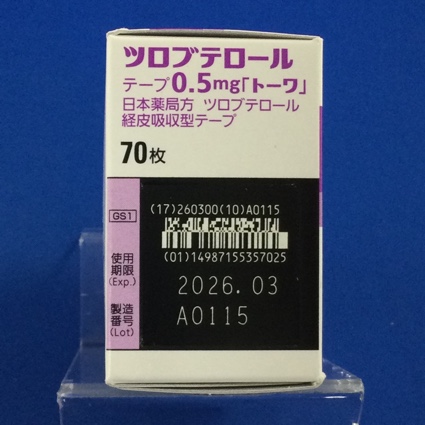 ツロブテロール
テープ0.5mg「トーワ」
日本薬局方 ツロブテロール
経皮吸収型テープ
70枚
GS1
(17)260300(10)A0115
(01)14987155357025
使用
期限
(Exp.)
2026.03
製造
番号
(Lot)
A0115